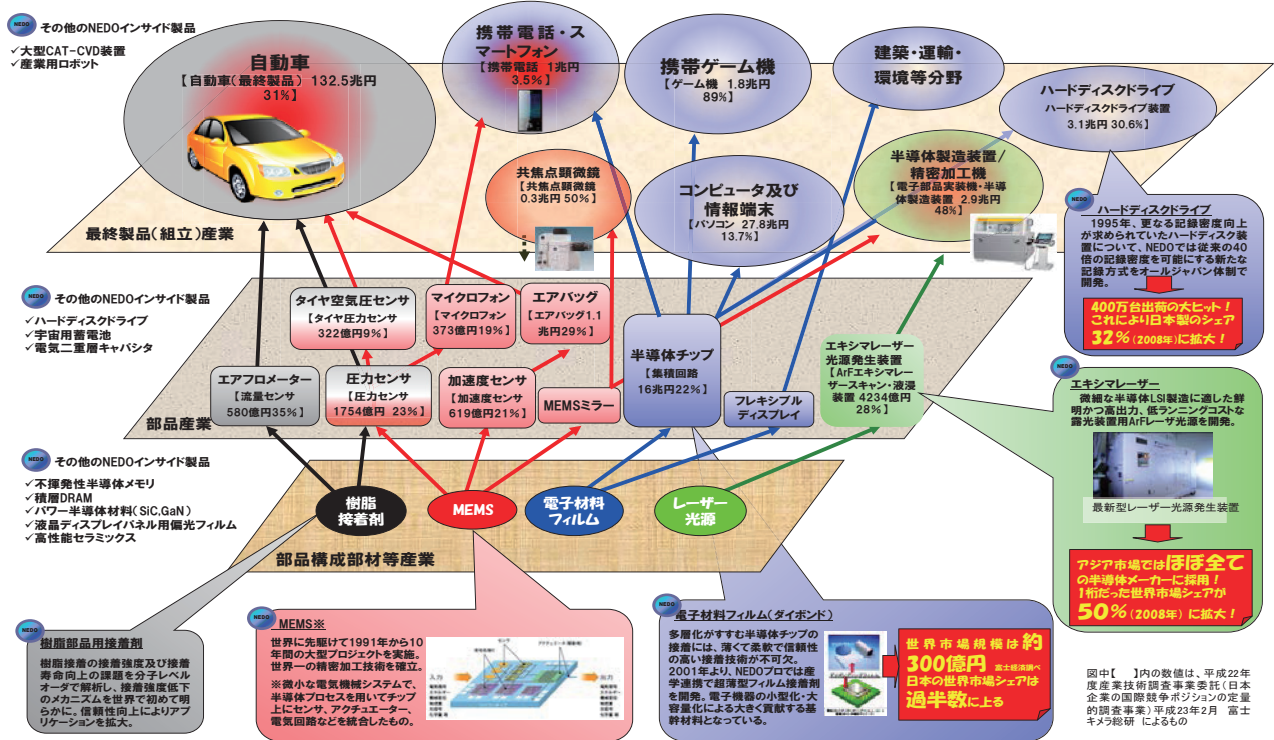 NEDO その他のNEDOインサイド製品
✓大型CAT-CVD装置
✓産業用ロボット
自動車
【自動車(最終製品) 132.5兆円
31%】
携帯電話・ス
マートフォン
【携帯電話 1兆円
3.5%】
携帯ゲーム機
【ゲーム機 1.8兆円
89%】
建築・運輸・
環境等分野
ハードディスクドライブ
ハードディスクドライブ装置
3.1兆円 30.6%】
共焦点顕微鏡
【共焦点顕微鏡
0.3兆円 50%】
コンピュータ及び
情報端末
【パソコン 27.8兆円
13.7%】
半導体製造装置/
精密加工機
【電子部品実装機・半導
体製造装置 2.9兆円
48%】
最終製品(組立)産業
NEDO
ハードディスクドライブ
1995年、更なる記録密度向上
が求められていたハードディスク装
置について、NEDOでは従来の40
倍の記録密度を可能にする新たな
記録方式をオールジャパン体制で
開発。
400万台出荷の大ヒット!
これにより日本製のシェア
32%(2008年)に拡大!
NEDO その他のNEDOインサイド製品
✓ハードディスクドライブ
✓宇宙用蓄電池
✓電気二重層キャパシタ
タイヤ空気圧センサ
【タイヤ圧力センサ
322億円9%】
マイクロフォン
【マイクロフォン
373億円19%】
エアバッグ
【エアバッグ1.1
兆円29%】
半導体チップ
【集積回路
16兆円22%】
エキシマレーザー
光源発生装置
【ArFエキシマレ
ーザースキャン・液浸
装置 4234億円
28%】
エアフロメーター
【流量センサ
580億円35%】
圧力センサ
【圧力センサ
1754億円 23%】
加速度センサ
【加速度センサ
619億円21%】
MEMSミラー
フレキシブル
ディスプレイ
部品産業
NEDO
エキシマレーザー
微細な半導体LSI製造に適した鮮
明かつ高出力、低ランニングコストな
露光装置用ArFレーザ光源を開発。
最新型レーザー光源発生装置
アジア市場ではほぼ全て
の半導体メーカーに採用!
1桁だった世界市場シェアが
50%(2008年)に拡大!
NEDO その他のNEDOインサイド製品
✓不揮発性半導体メモリ
✓積層DRAM
✓パワー半導体材料(SiC,GaN)
✓液晶ディスプレイパネル用偏光フィルム
✓高性能セラミックス
樹脂
接着剤
MEMS
電子材料
フィルム
レーザー
光源
部品構成部材等産業
NEDO
樹脂部品用接着剤
樹脂接着の接着強度及び接着
寿命向上の課題を分子レベル
オーダで解析し、接着強度低下
のメカニズムを世界で初めて明
らかに。信頼性向上によりアプ
リケーションを拡大。
NEDO
MEMS※
世界に先駆けて1991年から10
年間の大型プロジェクトを実施。
世界一の精密加工技術を確立。
※微小な電気機械システムで、
半導体プロセスを用いてチップ
上にセンサ、アクチュエーター、
電気回路などを統合したもの。
センサ
入力
出力
NEDO
電子材料フィルム(ダイボンド)
多層化がすすむ半導体チップの
接着には、薄くて柔軟で信頼性
の高い接着技術が不可欠。
2001年より、NEDOプロでは産学
連携で超薄型フィルム接着剤
を開発。電子機器の小型化・大
容量化による大きく貢献する基
幹材料となっている。
世界市場規模は約
300億円 富士経済調べ
日本の世界市場シェアは
過半数に上る
図中【 】内の数値は、平成22年
度産業技術調査事業委託(日本
企業の国際競争ポジションの定量
的調査事業)平成23年2月 富士
キメラ総研 によるもの